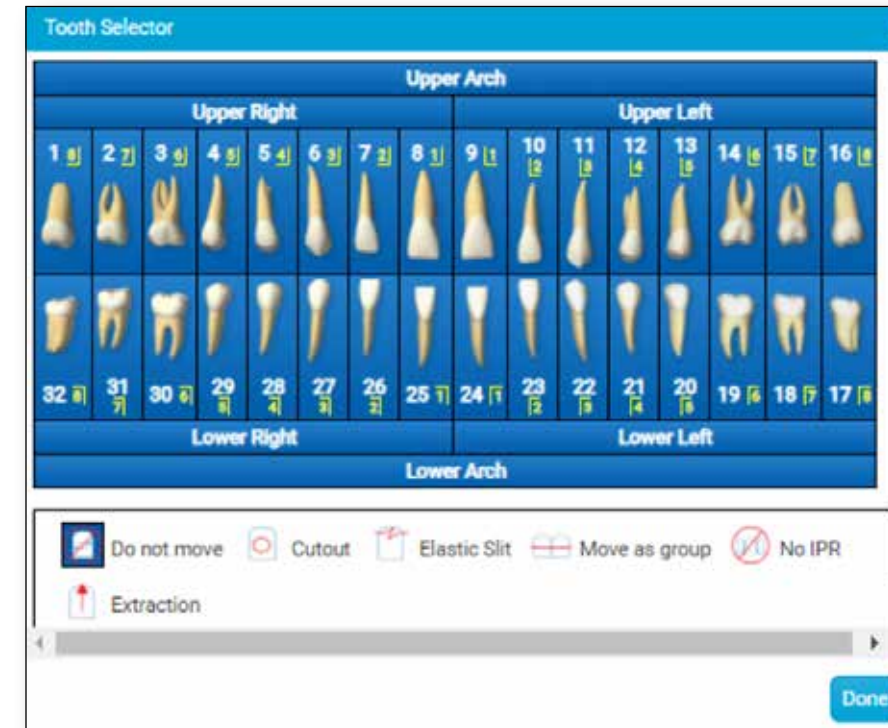 Tooth Selector
Upper Arch
Upper Right Upper Left
1 8 2 7 3 6 4 5 5 4 6 3 7 2 8 1 9 1 10 2 11 3 12 4 13 5 14 6 15 7 16 8
32 8 31 7 30 6 29 5 28 4 27 3 26 2 25 1 24 1 23 2 22 3 21 4 20 5 19 6 18 7 17 8
Lower Right Lower Left
Lower Arch
Do not move Cutout Elastic Slit Move as group No IPR
Extraction
Done